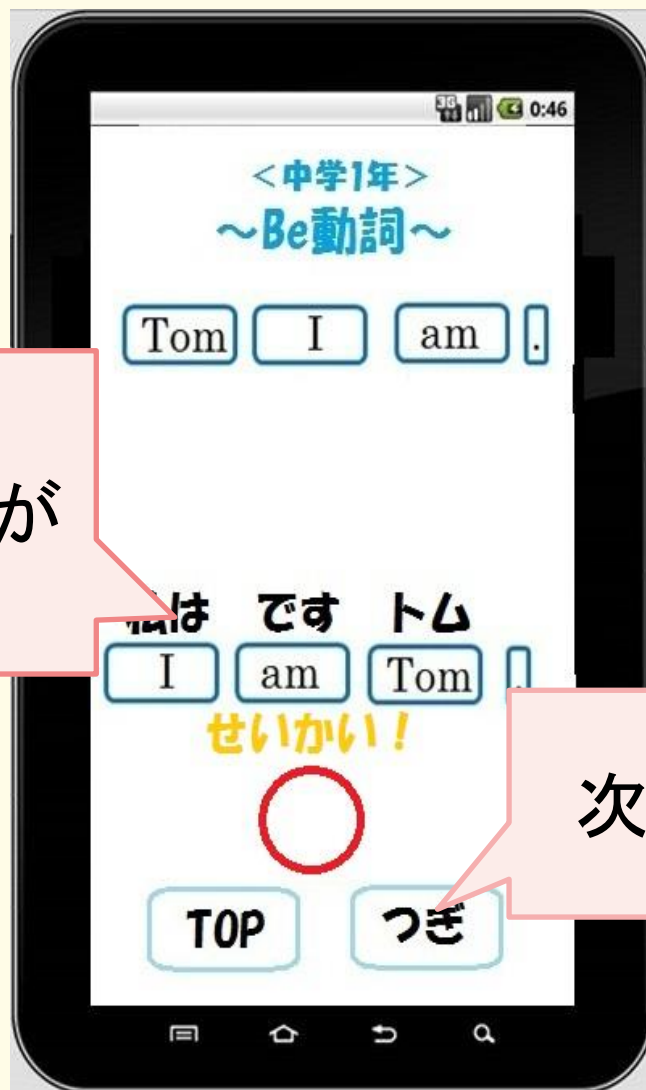 3G 0:46
<中学1年>
～Be動詞～
Tom I am .
が
私は です トム
I am Tom .
せいかい！
次
TOP つぎ